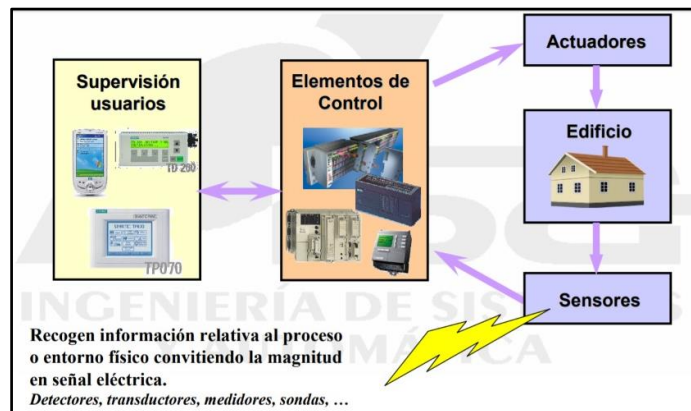 Supervisión
usuarios
TD 200
TP070
Elementos de
Control
Actuadores
Edificio
Sensores
INGENIERÍA DE SIS
AUTOMÁTICA
Recogen información relativa al proceso
o entorno físico convitiendo la magnitud
en señal eléctrica.
Detectores, transductores, medidores, sondas, …